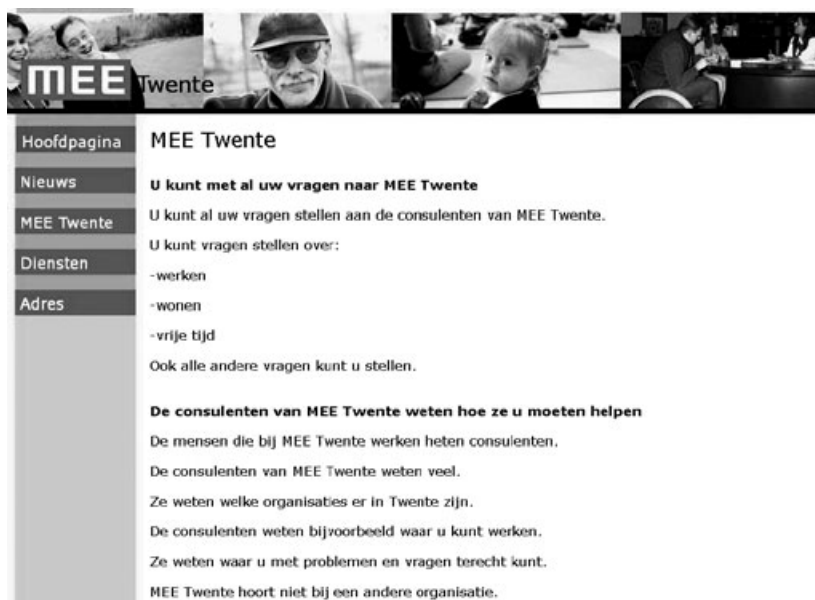 MEE Twente
Hoofdpagina
Nieuws
MEE Twente
Diensten
Adres
MEE Twente
U kunt met al uw vragen naar MEE Twente
U kunt al uw vragen stellen aan de consulenten van MEE Twente.
U kunt vragen stellen over:
-werken
-wonen
-vrije tijd
Ook alle andere vragen kunt u stellen.
De consulenten van MEE Twente weten hoe ze u moeten helpen
De mensen die bij MEE Twente werken heten consulenten.
De consulenten van MEE Twente weten veel.
Ze weten welke organisaties er in Twente zijn.
De consulenten weten bijvoorbeeld waar u kunt werken.
Ze weten waar u met problemen en vragen terecht kunt.
MEE Twente hoort niet bij een andere organisatie.